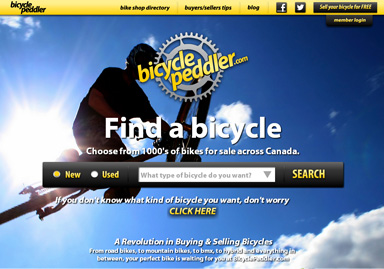 bicycle peddler
bike shop directory
buyers/sellers tips
blog
Sell your bicycle for FREE
member login
bicycle
peddler.com
Find a bicycle
Choose from 1000's of bikes for sale across Canada.
New
Used
What type of bicycle do you want?
SEARCH
If you don't know what kind of bicycle you want, don't worry
CLICK HERE
A Revolution in Buying & Selling Bicycles
From road bikes, to mountain bikes, to bmx, to hybrid and everything in
between, your perfect bike is waiting for you at BicyclePeddler.com